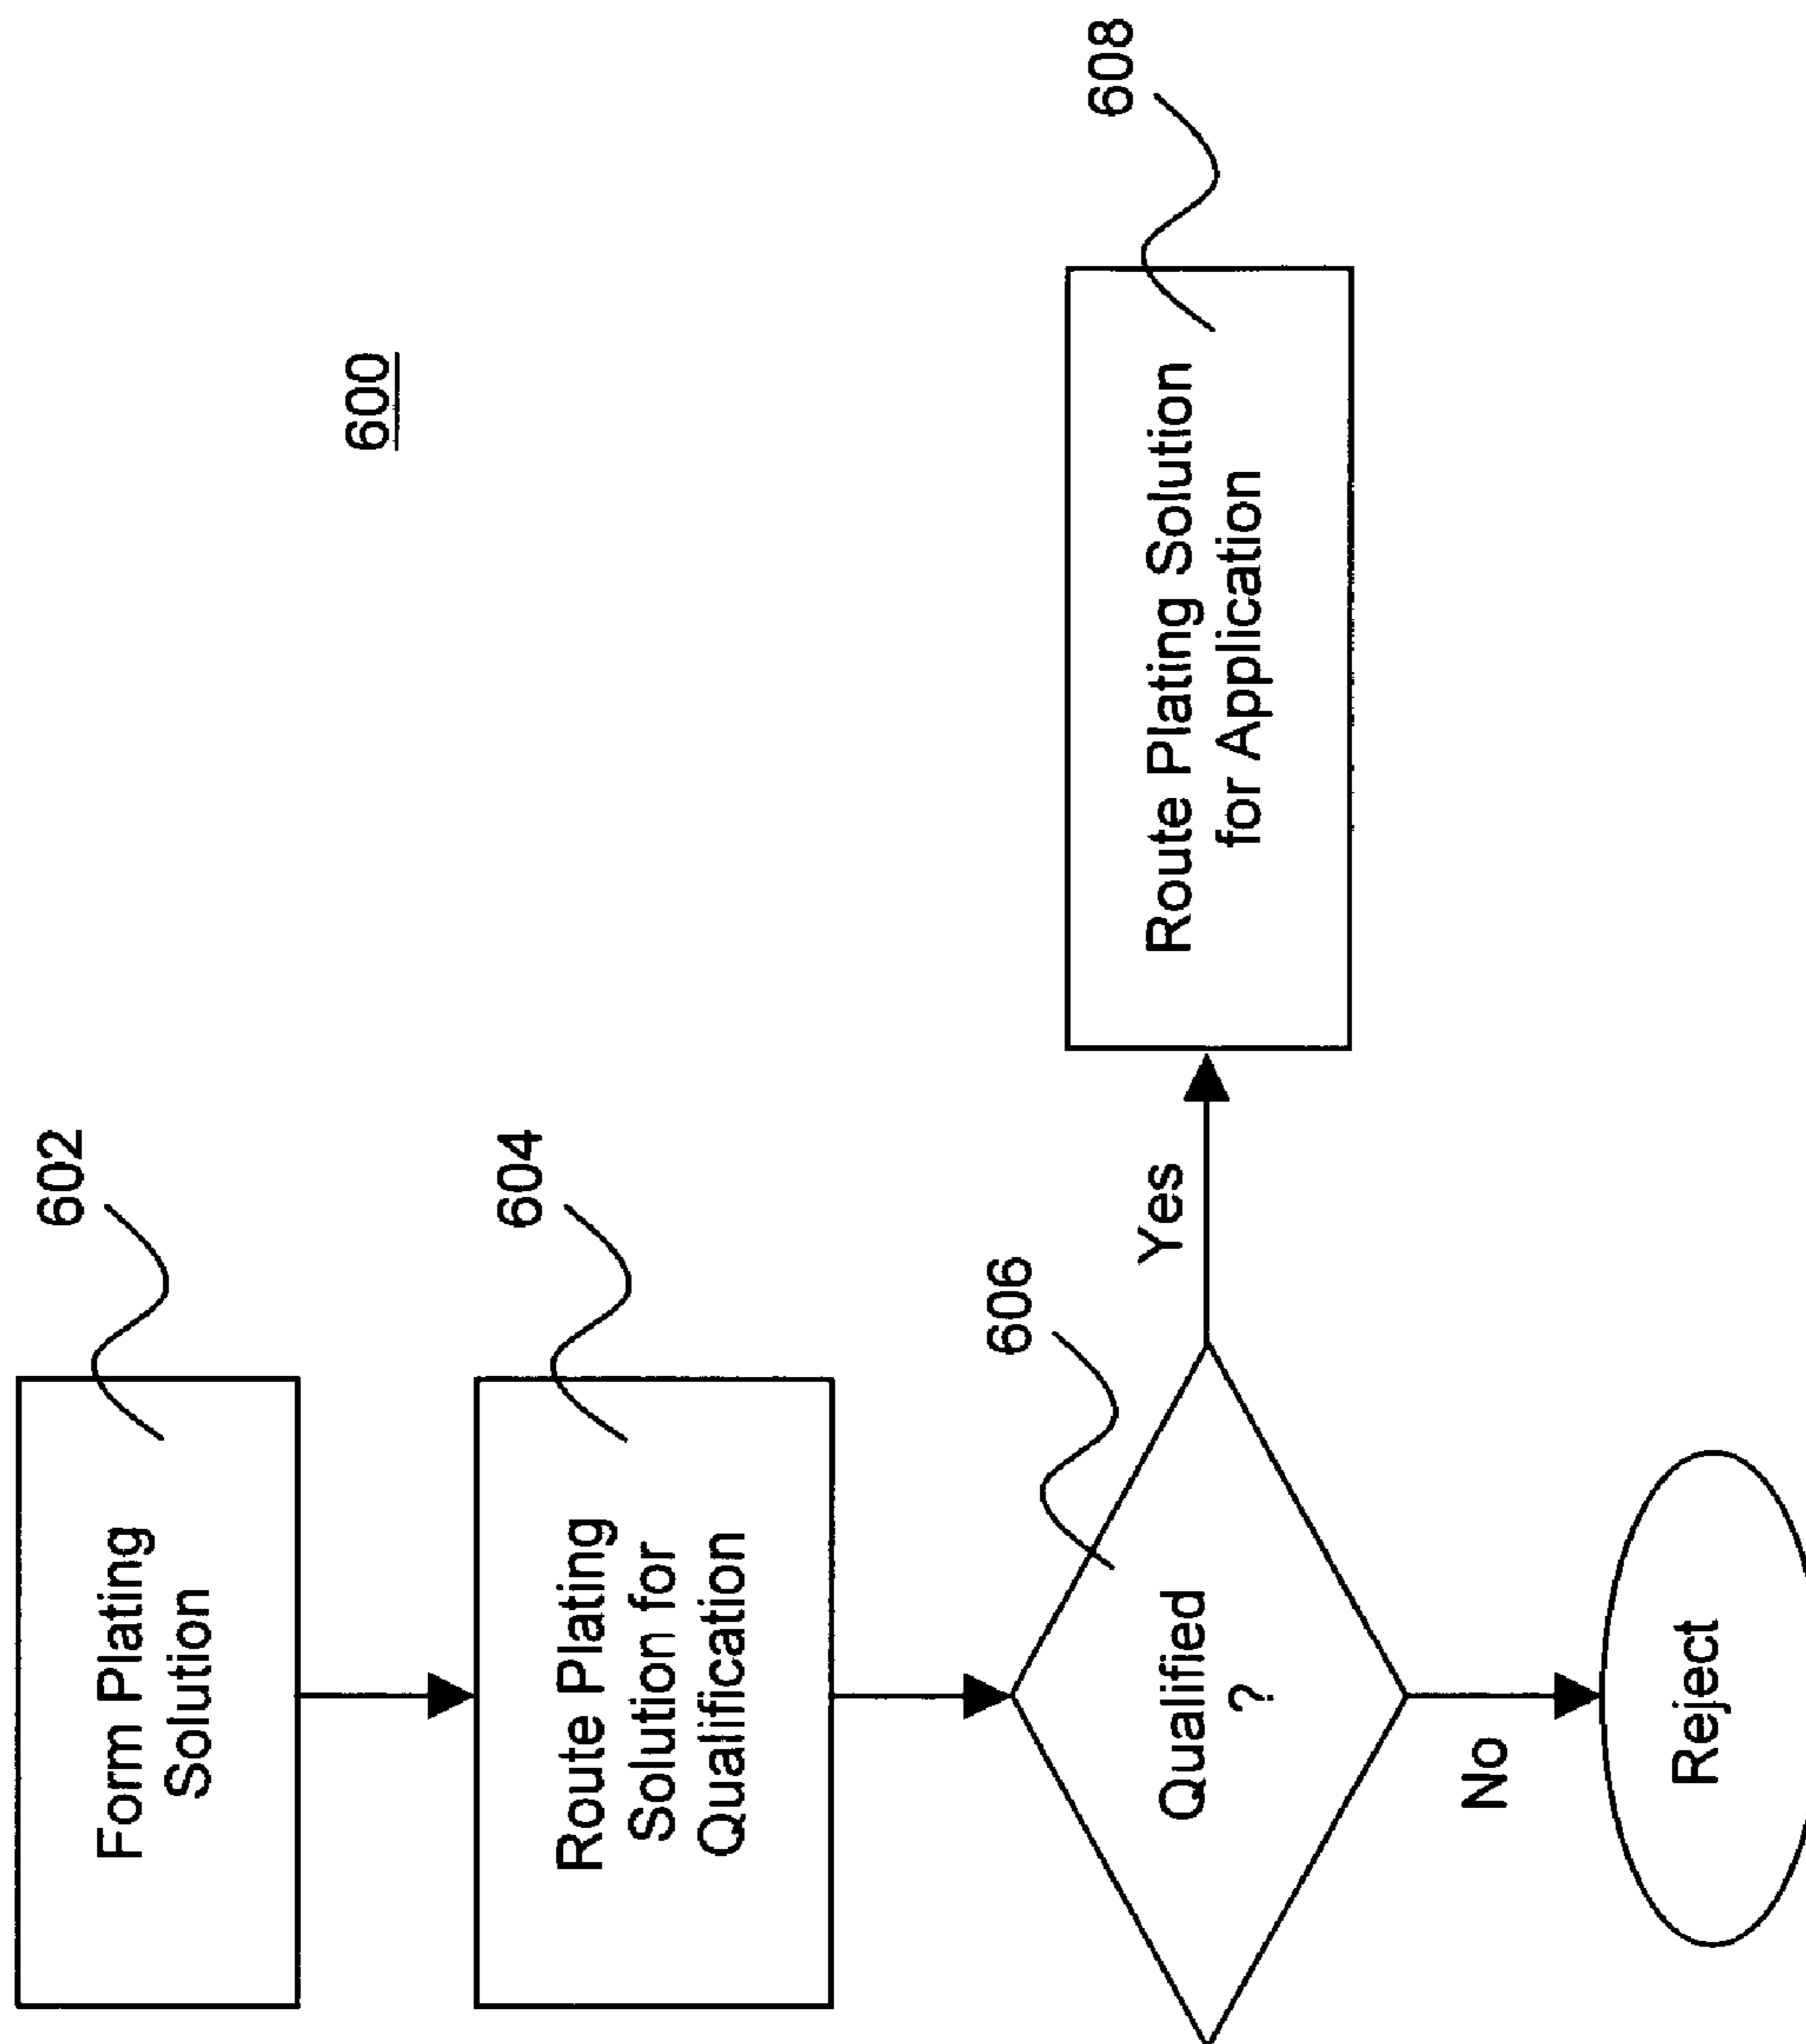 600
602
Form Plating
Solution
604
Route Plating
Solution for
Qualification
606
Qualified
?
Yes
608
Route Plating Solution
for Application
No
Reject